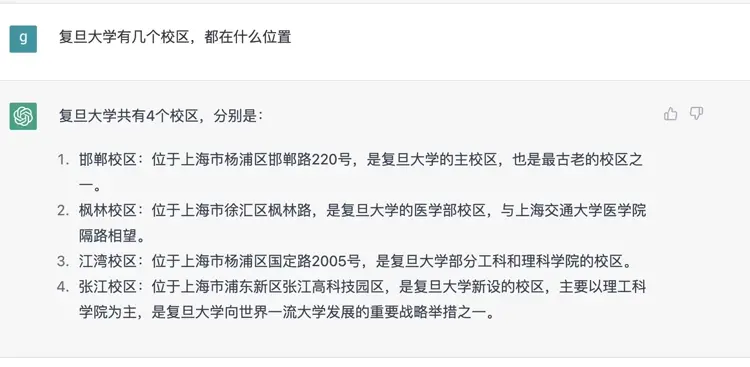 g
复旦大学有几个校区，都在什么位置
复旦大学共有4个校区，分别是：
1. 邯郸校区：位于上海市杨浦区邯郸路220号，是复旦大学的主校区，也是最古老的校区之
一。
2. 枫林校区：位于上海市徐汇区枫林路，是复旦大学的医学部校区，与上海交通大学医学院
隔路相望。
3. 江湾校区：位于上海市杨浦区国定路2005号，是复旦大学部分工科和理科学院的校区。
4. 张江校区：位于上海市浦东新区张江高科技园区，是复旦大学新设的校区，主要以理工科
学院为主，是复旦大学向世界一流大学发展的重要战略举措之一。